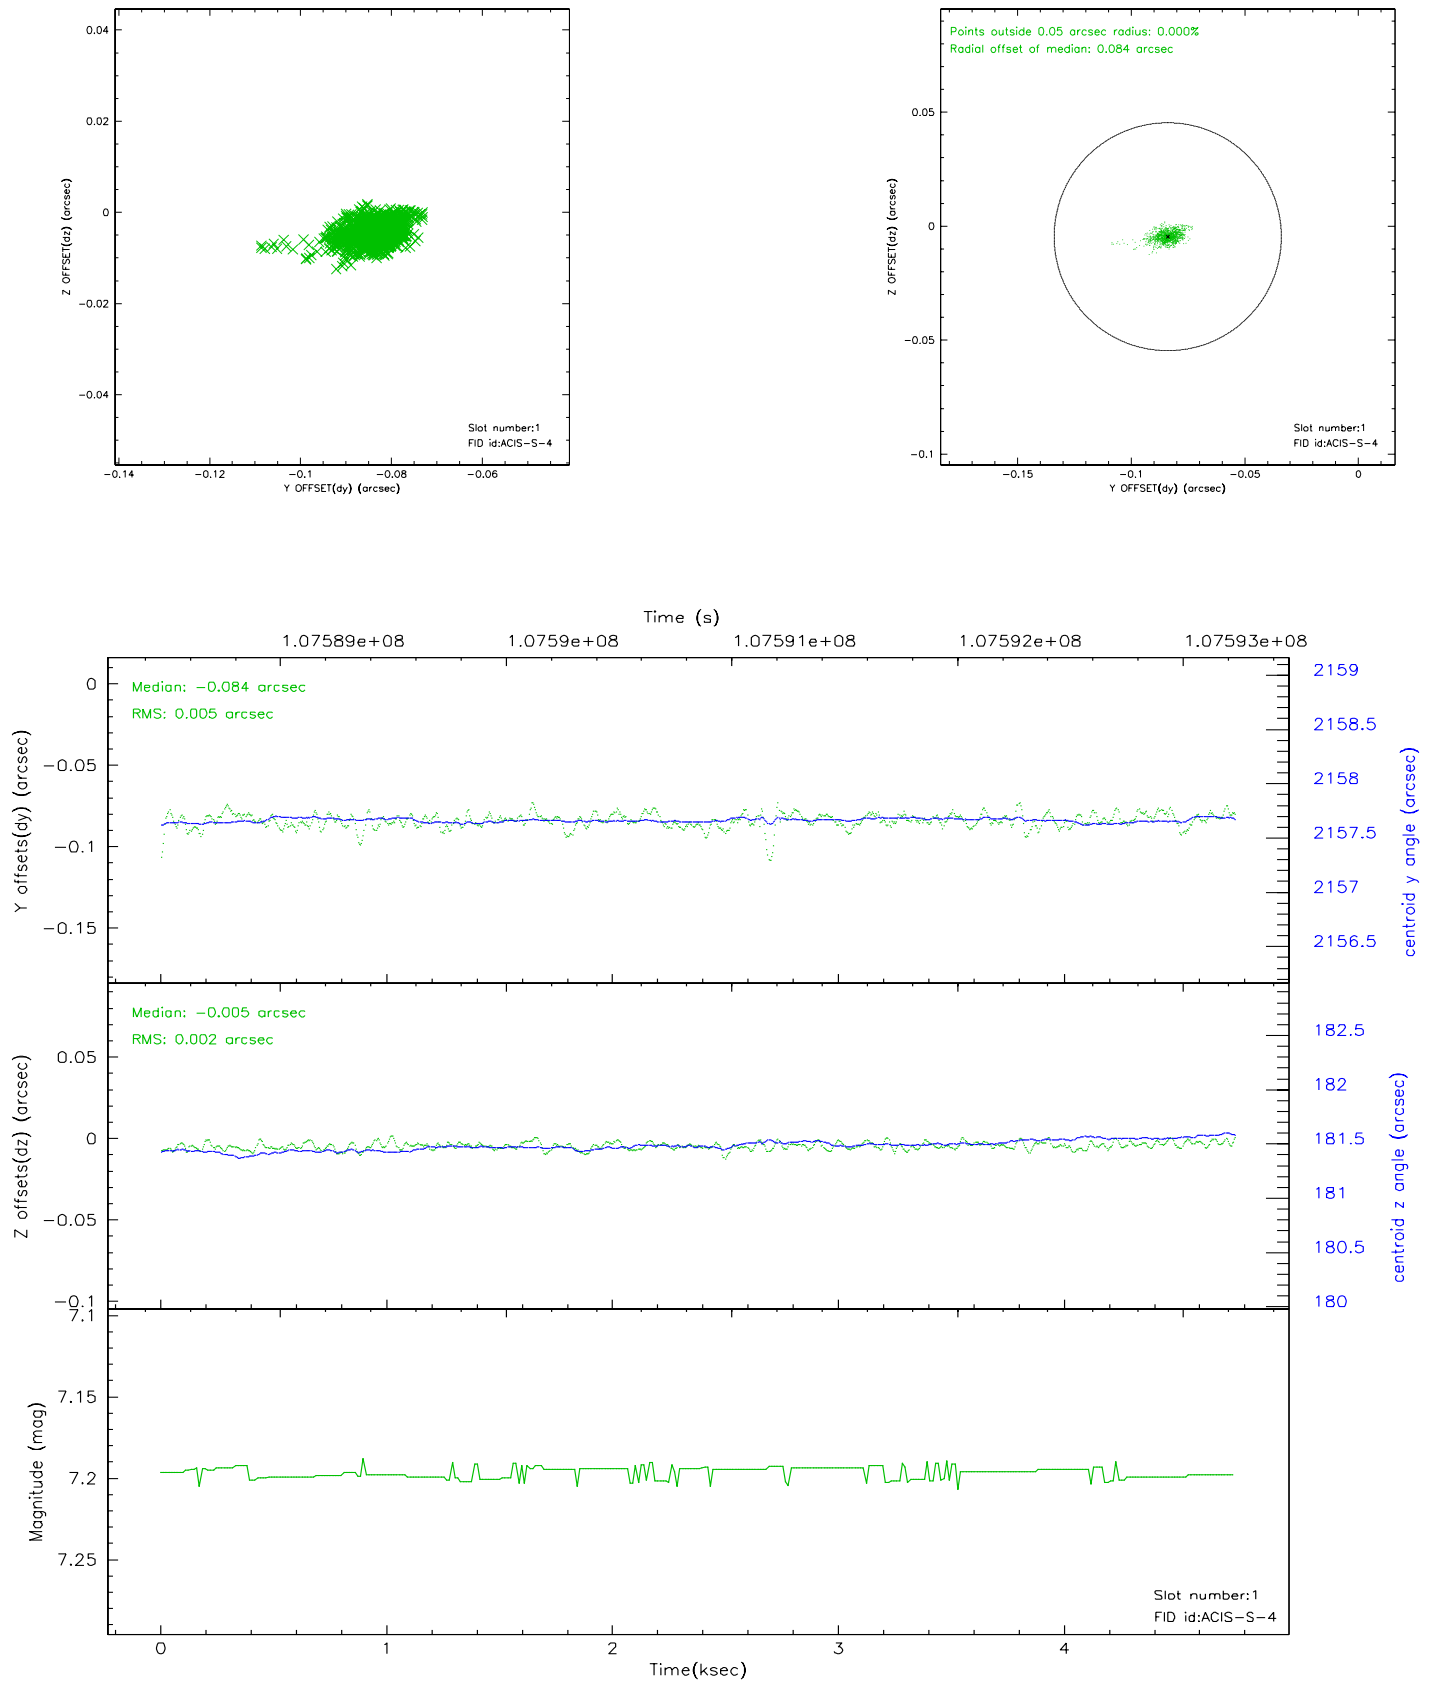 0.04
0.02
0
−0.02
−0.04
Z OFFSET(dz) (arcsec)
Slot number:1
FID id:ACIS−S−4
−0.14 −0.12 −0.1 −0.08 −0.06
Y OFFSET(dy) (arcsec)
Points outside 0.05 arcsec radius: 0.000%
Radial offset of median: 0.084 arcsec
0.05
0
−0.05
−0.1
Z OFFSET(dz) (arcsec)
Slot number:1
FID id:ACIS−S−4
−0.15 −0.1 −0.05 0
Y OFFSET(dy) (arcsec)
Time (s)
1.07589e+08 1.0759e+08 1.07591e+08 1.07592e+08 1.07593e+08
Median: −0.084 arcsec
RMS: 0.005 arcsec
0
−0.05
−0.1
−0.15
Y offsets(dy) (arcsec)
2159
2158.5
2158
2157.5
2157
2156.5
centroid y angle (arcsec)
Median: −0.005 arcsec
RMS: 0.002 arcsec
0.05
0
−0.05
−0.1
Z offsets(dz) (arcsec)
182.5
182
181.5
181
180.5
180
centroid z angle (arcsec)
7.1
7.15
7.2
7.25
Magnitude (mag)
Slot number:1
FID id:ACIS−S−4
0 1 2 3 4
Time(ksec)